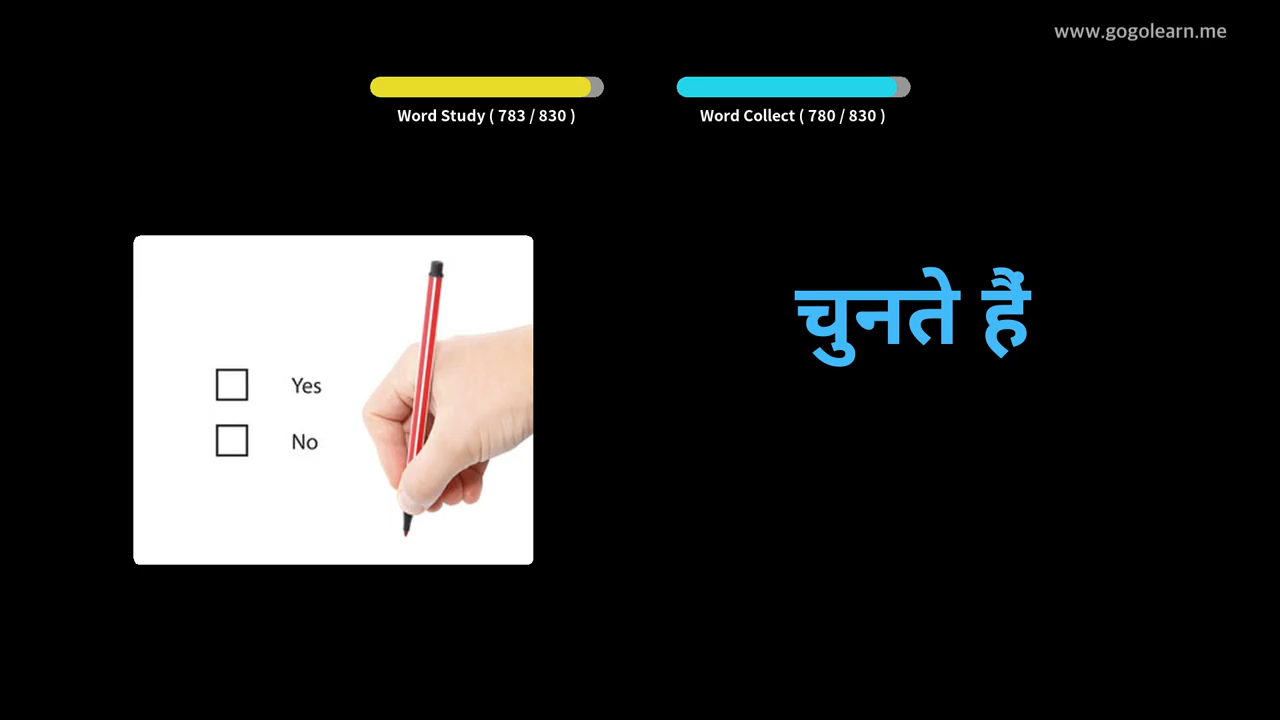 www.gogolearn.me
Word Study ( 783 / 830 )
Word Collect ( 780 / 830 )
चुनते हैं
Yes
No